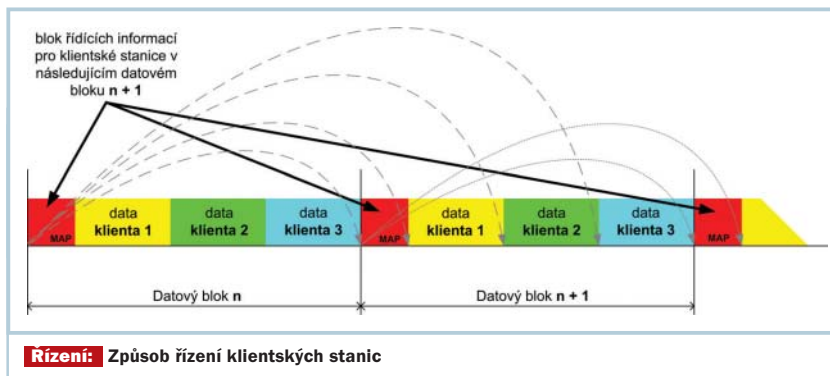 blok řídících informací
pro klientské stanice v
následujícím datovém
bloku n + 1
MAP
data
klienta 1
data
klienta 2
data
klienta 3
MAP
data
klienta 1
data
klienta 2
data
klienta 3
MAP
Datový blok n
Datový blok n + 1
Řízení: Způsob řízení klientských stanic